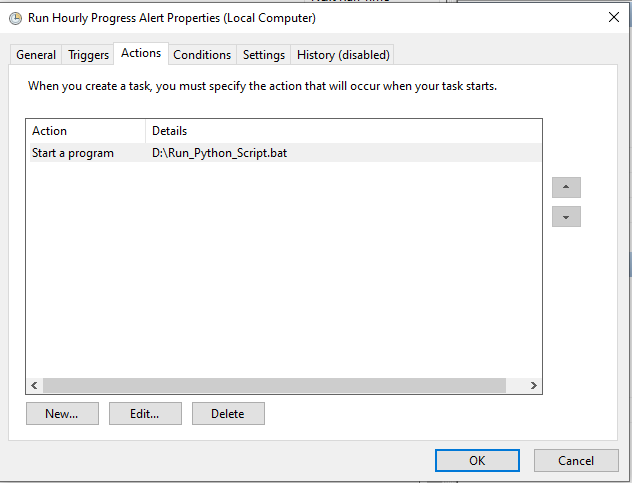 Run Hourly Progress Alert Properties (Local Computer)
General Triggers Actions Conditions Settings History (disabled)
When you create a task, you must specify the action that will occur when your task starts.
Action Details
Start a program D:\Run_Python_Script.bat
New... Edit... Delete
OK Cancel